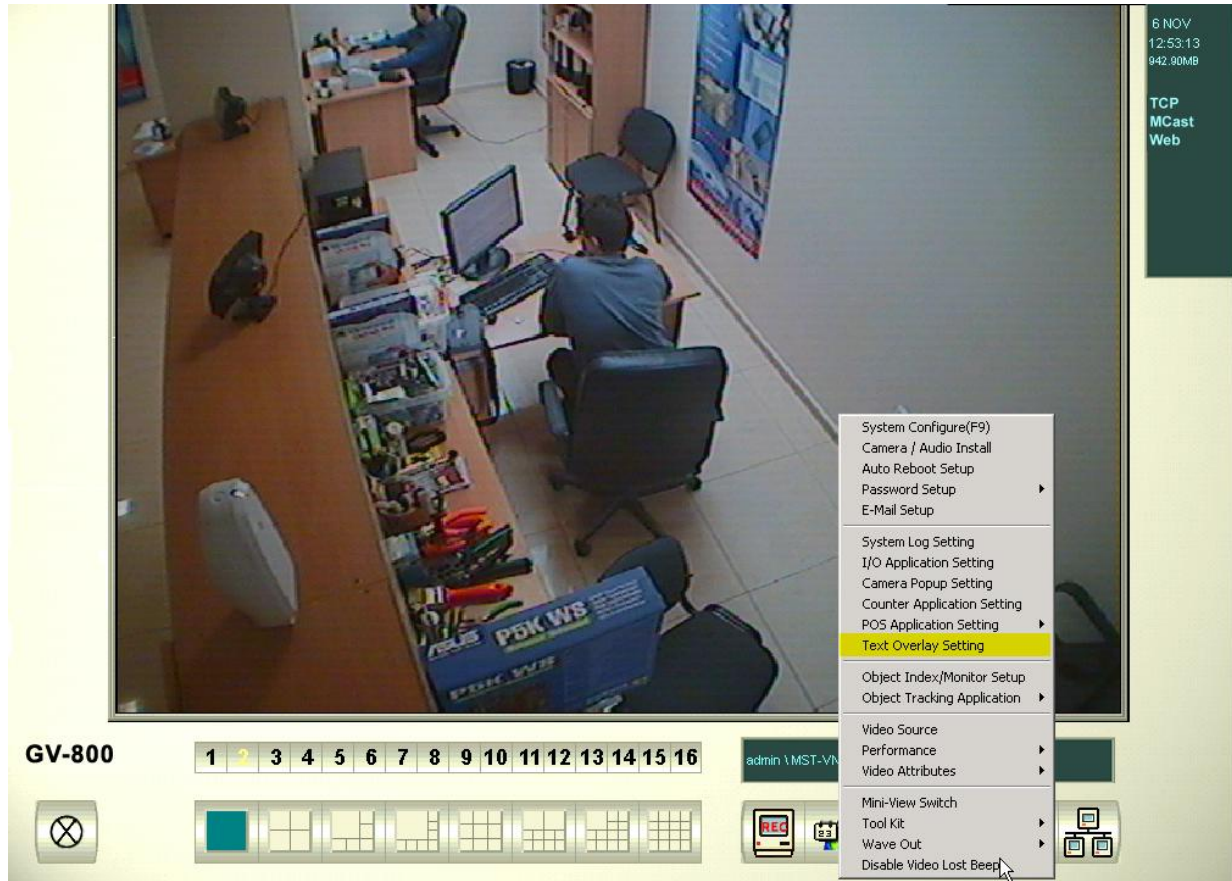 6 NOV
12:53:13
942.90MB
TCP
MCast
Web
ASUS P5K WS
P5K WS
System Configure(F9)
Camera / Audio Install
Auto Reboot Setup
Password Setup
E-Mail Setup
System Log Setting
I/O Application Setting
Camera Popup Setting
Counter Application Setting
POS Application Setting
Text Overlay Setting
Object Index/Monitor Setup
Object Tracking Application
Video Source
Performance
Video Attributes
Mini-View Switch
Tool Kit
Wave Out
Disable Video Lost Beep
GV-800
1 2 3 4 5 6 7 8 9 10 11 12 13 14 15 16
admin \ MST-VN
REC
23